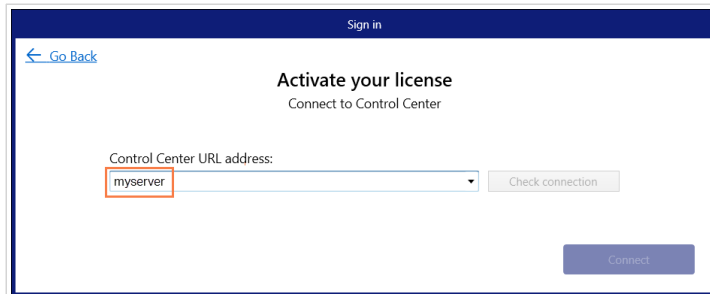 Sign in
← Go Back
Activate your license
Connect to Control Center
Control Center URL address:
myserver
Check connection
Connect